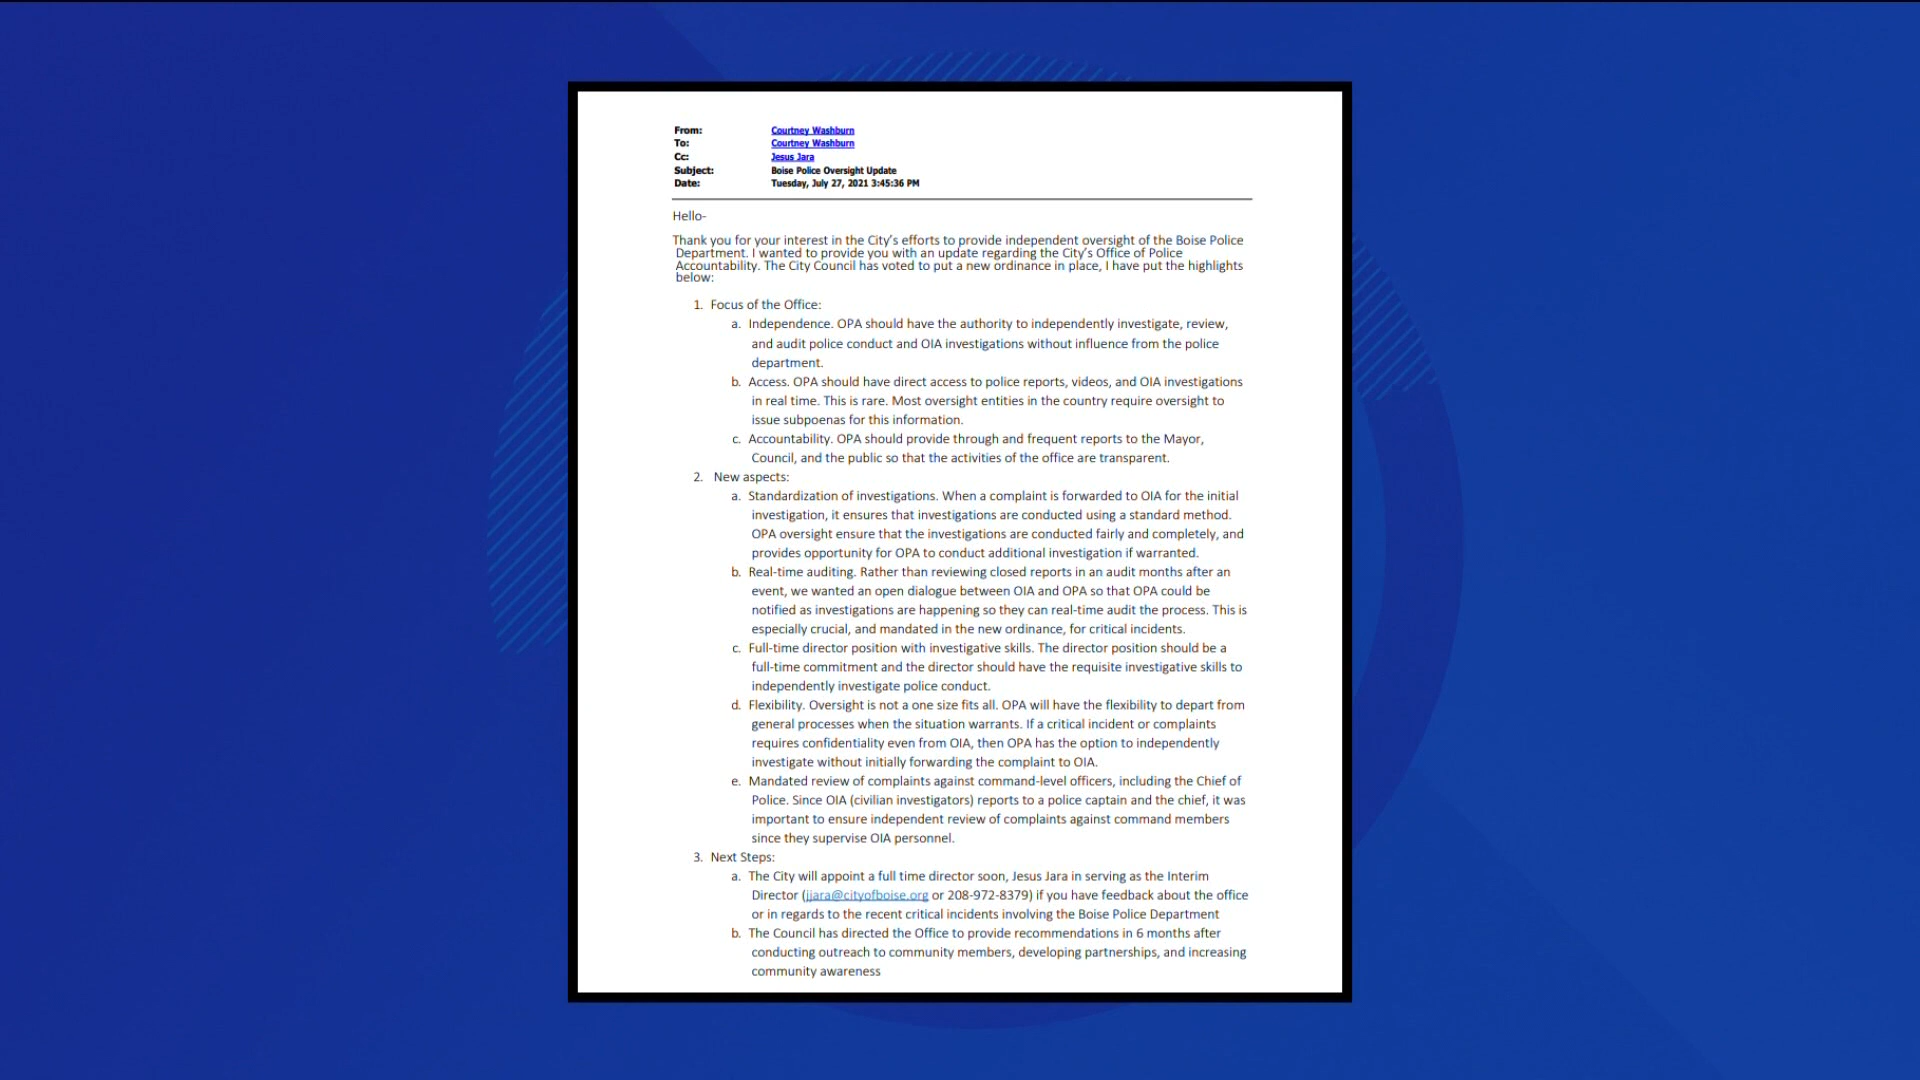 From: Courtney Washburn
To: Courtney Washburn
Cc: Jesus Jara
Subject: Boise Police Oversight Update
Date: Tuesday, July 27, 2021 3:45:36 PM
Hello-
Thank you for your interest in the City's efforts to provide independent oversight of the Boise Police
Department. I wanted to provide you with an update regarding the City's Office of Police
Accountability. The City Council has voted to put a new ordinance in place, I have put the highlights
below:
1. Focus of the Office:
a. Independence. OPA should have the authority to independently investigate, review,
and audit police conduct and OIA investigations without influence from the police
department.
b. Access. OPA should have direct access to police reports, videos, and OIA investigations
in real time. This is rare. Most oversight entities in the country require oversight to
issue subpoenas for this information.
c. Accountability. OPA should provide through and frequent reports to the Mayor,
Council, and the public so that the activities of the office are transparent.
2. New aspects:
a. Standardization of investigations. When a complaint is forwarded to OIA for the initial
investigation, it ensures that investigations are conducted using a standard method.
OPA oversight ensure that the investigations are conducted fairly and completely, and
provides opportunity for OPA to conduct additional investigation if warranted.
b. Real-time auditing. Rather than reviewing closed reports in an audit months after an
event, we wanted an open dialogue between OIA and OPA so that OPA could be
notified as investigations are happening so they can real-time audit the process. This is
especially crucial, and mandated in the new ordinance, for critical incidents.
c. Full-time director position with investigative skills. The director position should be a
full-time commitment and the director should have the requisite investigative skills to
independently investigate police conduct.
d. Flexibility. Oversight is not a one size fits all. OPA will have the flexibility to depart from
general processes when the situation warrants. If a critical incident or complaints
requires confidentiality even from OIA, then OPA has the option to independently
investigate without initially forwarding the complaint to OIA.
e. Mandated review of complaints against command-level officers, including the Chief of
Police. Since OIA (civilian investigators) reports to a police captain and the chief, it was
important to ensure independent review of complaints against command members
since they supervise OIA personnel.
3. Next Steps:
a. The City will appoint a full time director soon, Jesus Jara in serving as the Interim
Director (jjara@cityofboise.org or 208-972-8379) if you have feedback about the office
or in regards to the recent critical incidents involving the Boise Police Department
b. The Council has directed the Office to provide recommendations in 6 months after
conducting outreach to community members, developing partnerships, and increasing
community awareness